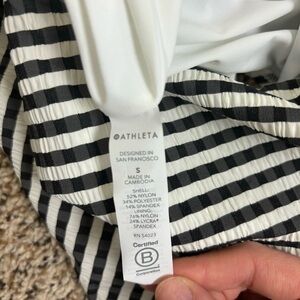 ATHLETA
DESIGNED IN
SAN FRANCISCO
S
MADE IN
CAMBODIA
SHELL:
52% NYLON
34% POLYESTER
14% SPANDEX
LINING:
76% NYLON
24% LYCRA®
SPANDEX
RN 54023
Certified
B
Corporation